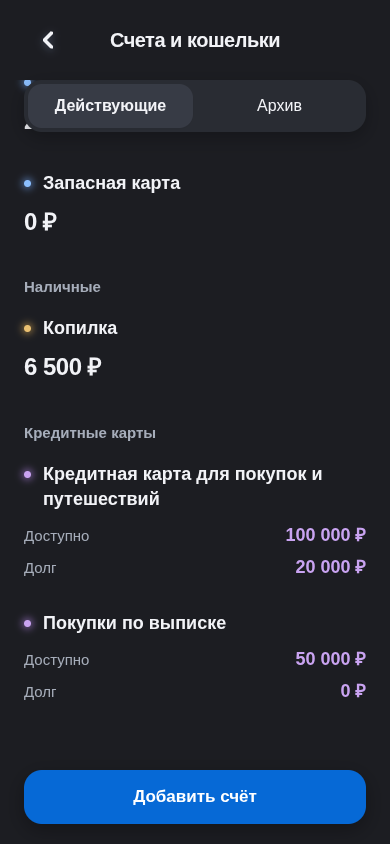 Счета и кошельки
Действующие
Архив
Запасная карта
0 ₽
Наличные
Копилка
6 500 ₽
Кредитные карты
Кредитная карта для покупок и
путешествий
Доступно 100 000 ₽
Долг 20 000 ₽
Покупки по выписке
Доступно 50 000 ₽
Долг 0 ₽
Добавить счёт